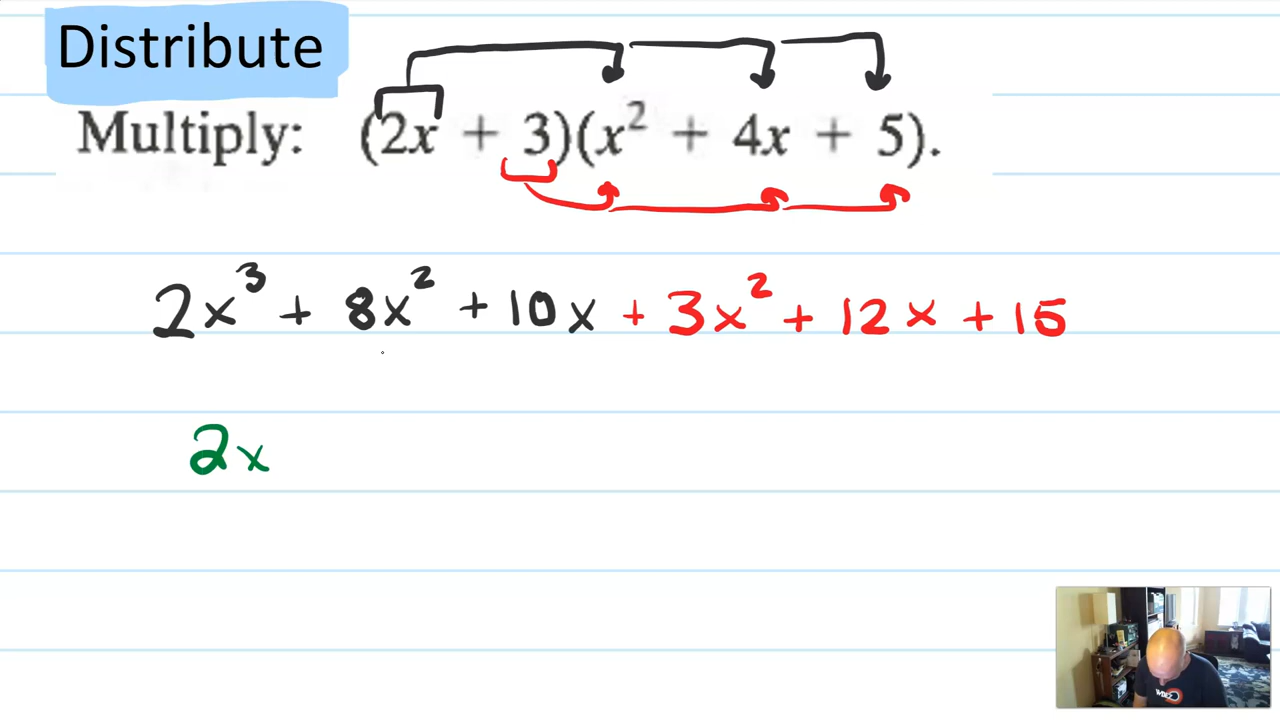 Distribute
Multiply: (2x + 3)(x² + 4x + 5).
2x³ + 8x² + 10x + 3x² + 12x + 15
2x